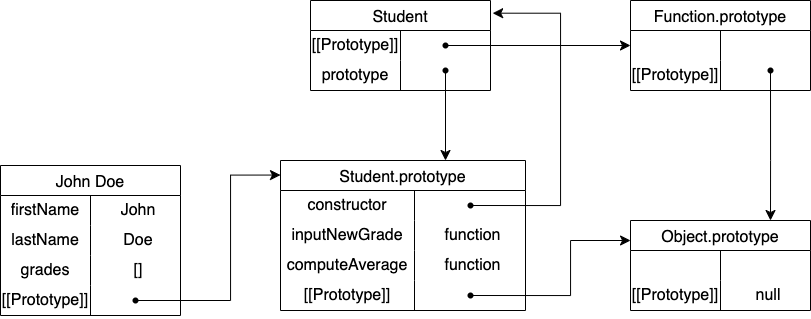 Student
[[Prototype]]
prototype
Function.prototype
[[Prototype]]
John Doe
firstName John
lastName Doe
grades []
[[Prototype]]
Student.prototype
constructor
inputNewGrade function
computeAverage function
[[Prototype]]
Object.prototype
[[Prototype]] null